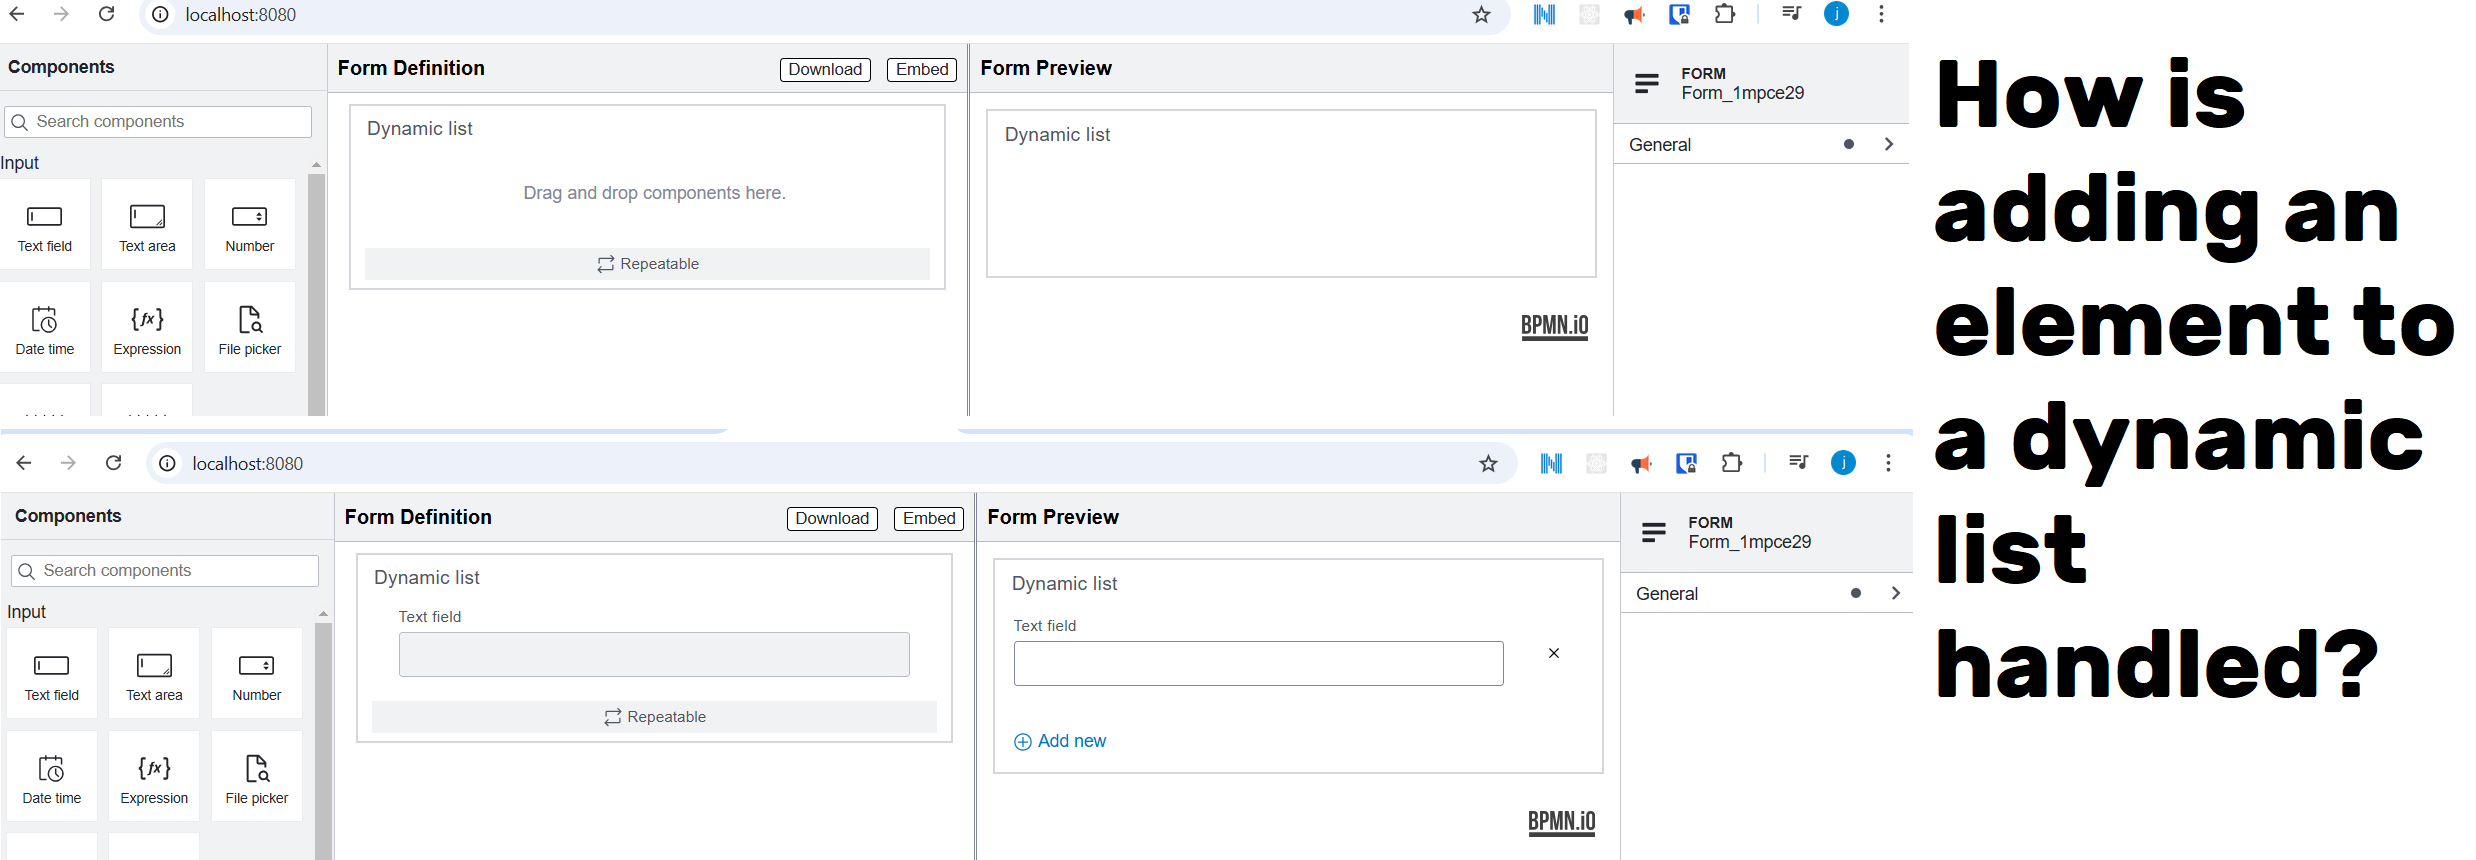 localhost:8080
j
Components
Form Definition
Download
Embed
Form Preview
FORM
Form_1mpce29
Search components
Dynamic list
Dynamic list
General
Input
Drag and drop components here.
Text field
Text area
Number
Repeatable
Date time
{fx}
Expression
File picker
BPMN.iO
localhost:8080
j
Components
Form Definition
Download
Embed
Form Preview
FORM
Form_1mpce29
Search components
Dynamic list
Dynamic list
General
Input
Text field
Text field
Text field
Text area
Number
Repeatable
Add new
Date time
{fx}
Expression
File picker
BPMN.iO
How is
adding an
element to
a dynamic
list
handled?